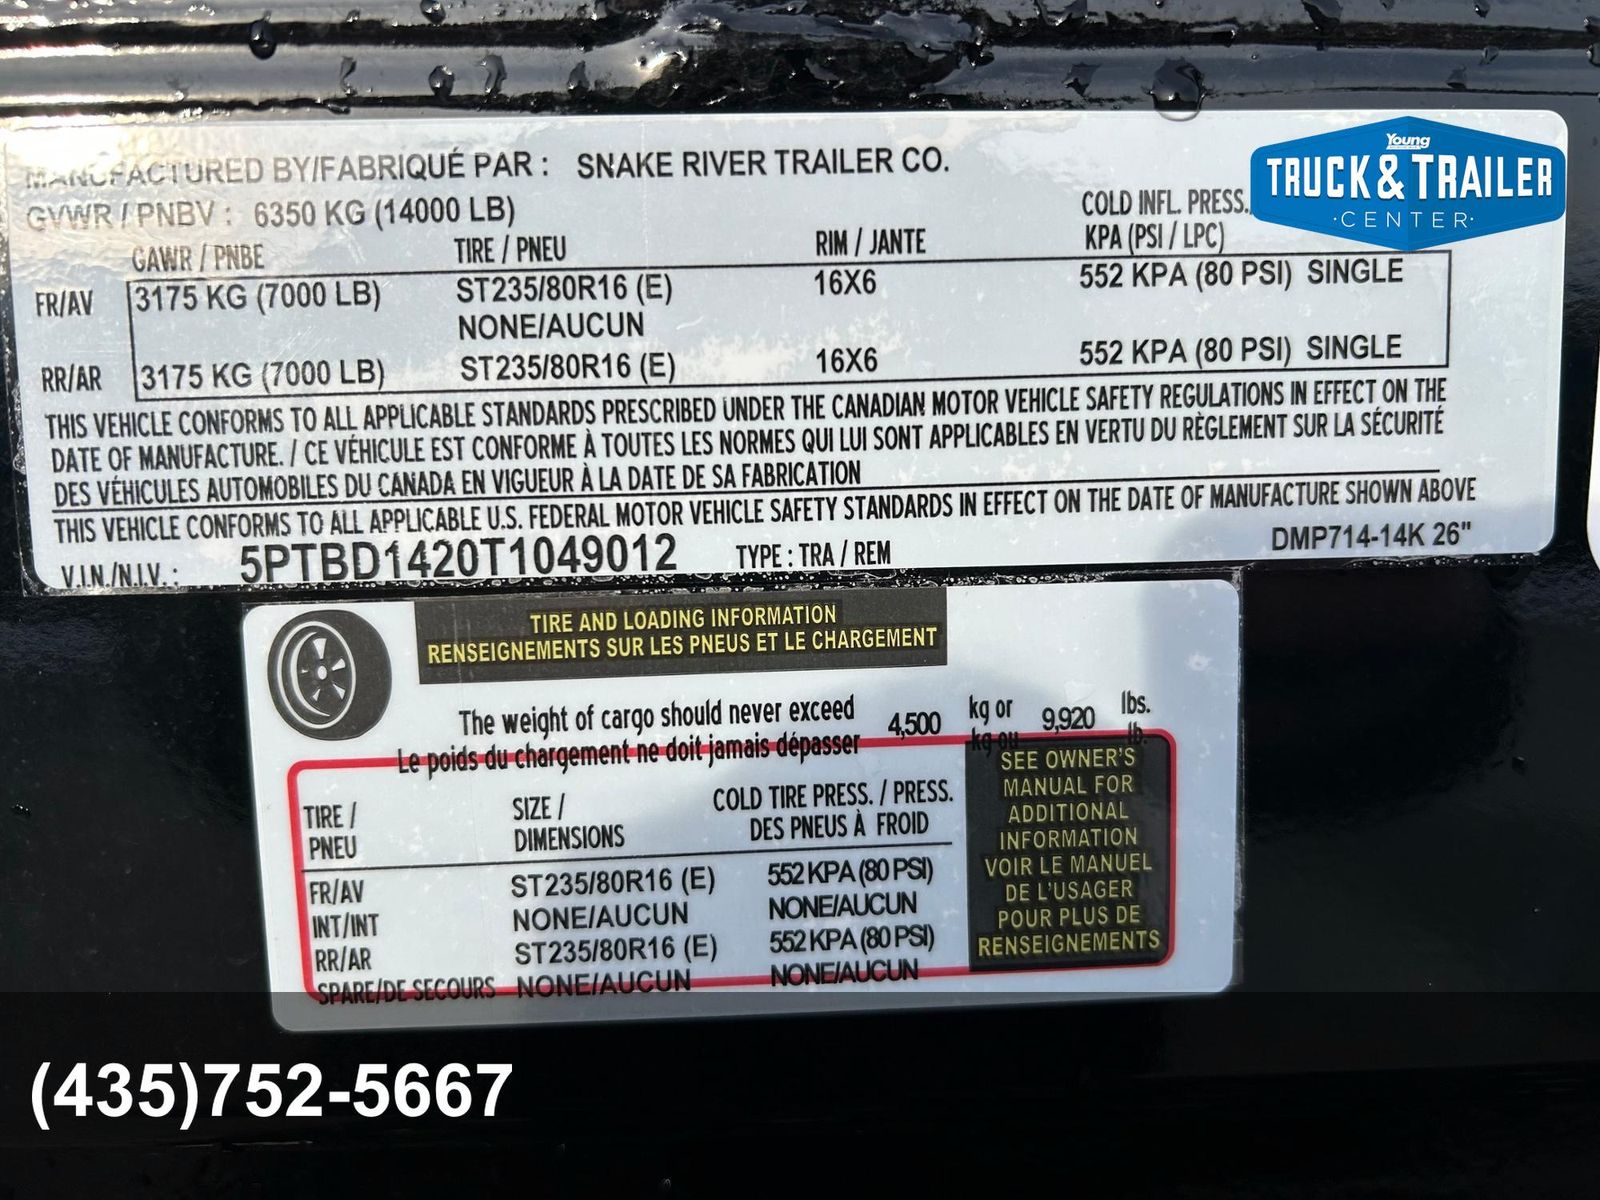 Young
TRUCK & TRAILER
·CENTER·
MANUFACTURED BY/FABRIQUÉ PAR : SNAKE RIVER TRAILER CO.
GVWR / PNBV : 6350 KG (14000 LB)
COLD INFL. PRESS.
GAWR / PNBE TIRE / PNEU RIM / JANTE KPA (PSI / LPC)
FR/AV 3175 KG (7000 LB) ST235/80R16 (E) 16X6 552 KPA (80 PSI) SINGLE
NONE/AUCUN
RR/AR 3175 KG (7000 LB) ST235/80R16 (E) 16X6 552 KPA (80 PSI) SINGLE
THIS VEHICLE CONFORMS TO ALL APPLICABLE STANDARDS PRESCRIBED UNDER THE CANADIAN MOTOR VEHICLE SAFETY REGULATIONS IN EFFECT ON THE
DATE OF MANUFACTURE. / CE VÉHICULE EST CONFORME À TOUTES LES NORMES QUI LUI SONT APPLICABLES EN VERTU DU RÈGLEMENT SUR LA SÉCURITÉ
DES VÉHICULES AUTOMOBILES DU CANADA EN VIGUEUR À LA DATE DE SA FABRICATION
THIS VEHICLE CONFORMS TO ALL APPLICABLE U.S. FEDERAL MOTOR VEHICLE SAFETY STANDARDS IN EFFECT ON THE DATE OF MANUFACTURE SHOWN ABOVE
V.I.N./N.I.V. : 5PTBD1420T1049012 TYPE : TRA / REM DMP714-14K 26"
TIRE AND LOADING INFORMATION
RENSEIGNEMENTS SUR LES PNEUS ET LE CHARGEMENT
The weight of cargo should never exceed 4,500 kg or 9,920 lbs.
Le poids du chargement ne doit jamais dépasser kg ou lb.
TIRE / SIZE / COLD TIRE PRESS. / PRESS.
PNEU DIMENSIONS DES PNEUS À FROID
FR/AV ST235/80R16 (E) 552 KPA (80 PSI)
INT/INT NONE/AUCUN NONE/AUCUN
RR/AR ST235/80R16 (E) 552 KPA (80 PSI)
SPARE/DE SECOURS NONE/AUCUN NONE/AUCUN
SEE OWNER'S
MANUAL FOR
ADDITIONAL
INFORMATION
VOIR LE MANUEL
DE L'USAGER
POUR PLUS DE
RENSEIGNEMENTS
(435)752-5667